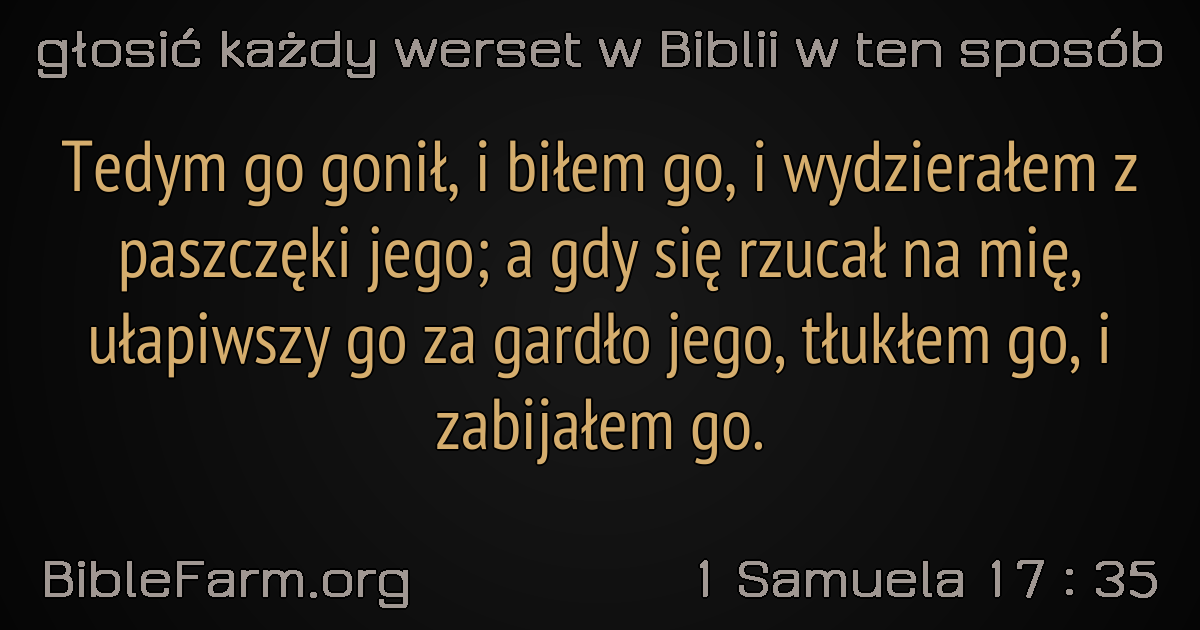 głosić każdy werset w Biblii w ten sposób
Tedym go gonił, i biłem go, i wydzierałem z
paszczęki jego; a gdy się rzucał na mię,
ułapiwszy go za gardło jego, tłukłem go, i
zabijałem go.
BibleFarm.org
1 Samuela 17 : 35